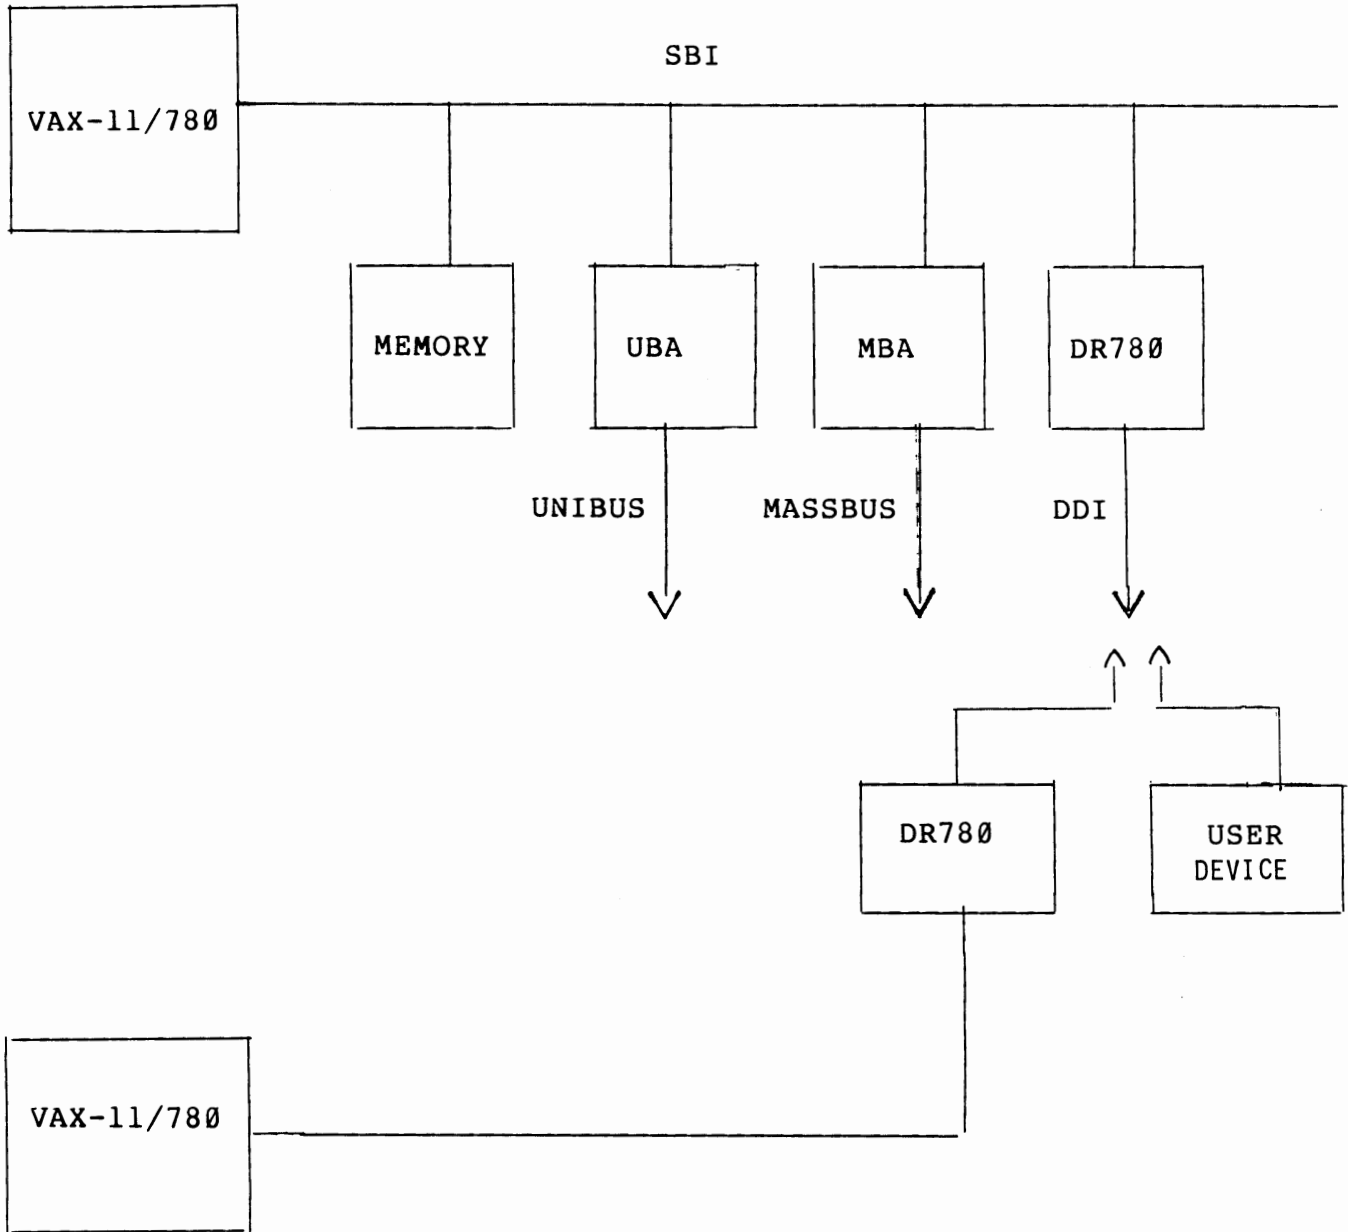 SBI
VAX-11/78Ø
MEMORY
UBA
MBA
DR78Ø
UNIBUS
MASSBUS
DDI
DR78Ø
USER
DEVICE
VAX-11/78Ø